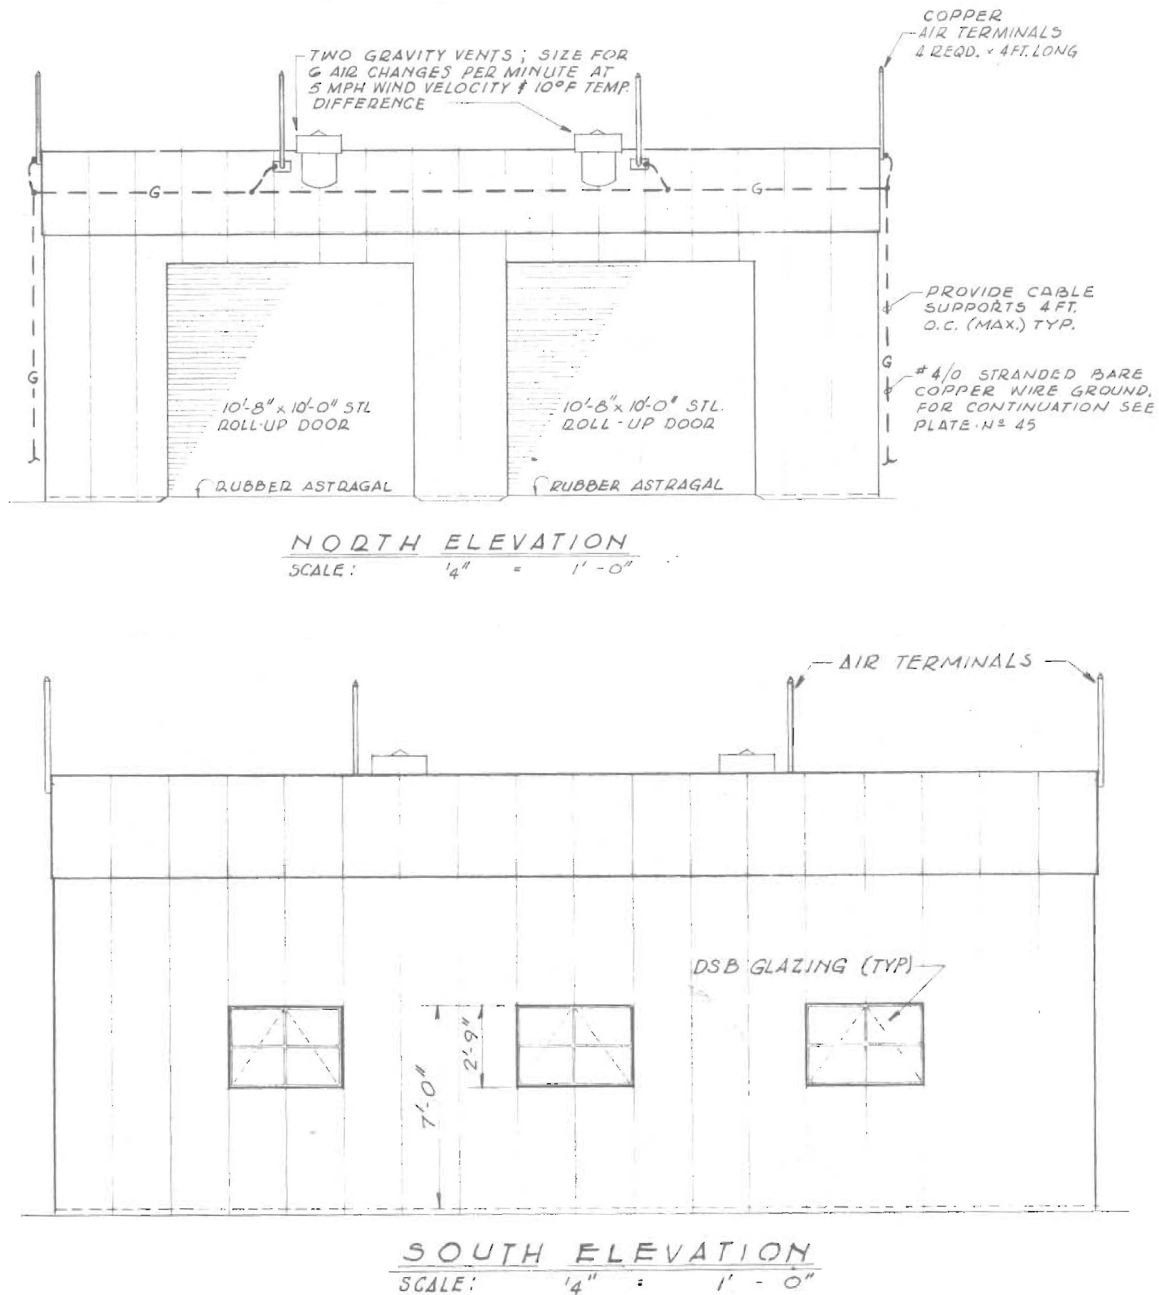 COPPER
AIR TERMINALS
4 REQD. x 4FT. LONG
TWO GRAVITY VENTS; SIZE FOR
6 AIR CHANGES PER MINUTE AT
5 MPH WIND VELOCITY & 10°F TEMP.
DIFFERENCE
G
G
PROVIDE CABLE
SUPPORTS 4 FT.
O.C. (MAX.) TYP.
G
G
#4/0 STRANDED BARE
COPPER WIRE GROUND.
FOR CONTINUATION SEE
PLATE Nº 45
10'-8" x 10'-0" STL
ROLL-UP DOOR
10'-8" x 10'-0" STL.
ROLL-UP DOOR
RUBBER ASTRAGAL
RUBBER ASTRAGAL
NORTH ELEVATION
SCALE: 1/4" = 1'-0"
AIR TERMINALS
DSB GLAZING (TYP)
2'-9"
7'-0"
SOUTH ELEVATION
SCALE: 1/4" = 1'-0"